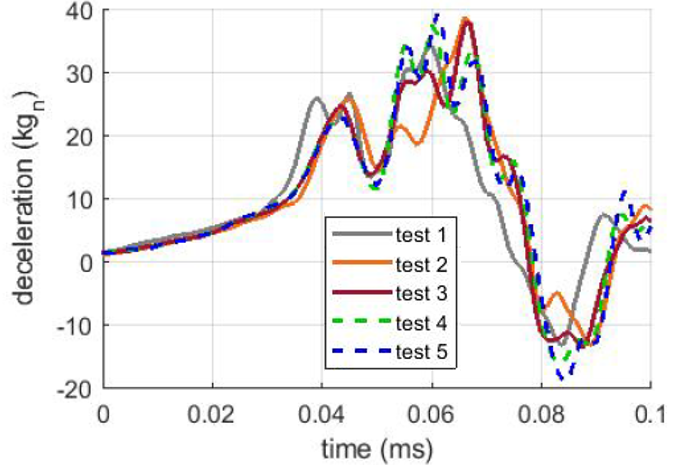 40
30
20
10
0
-10
-20
deceleration (kgn)
test 1
test 2
test 3
test 4
test 5
0 0.02 0.04 0.06 0.08 0.1
time (ms)